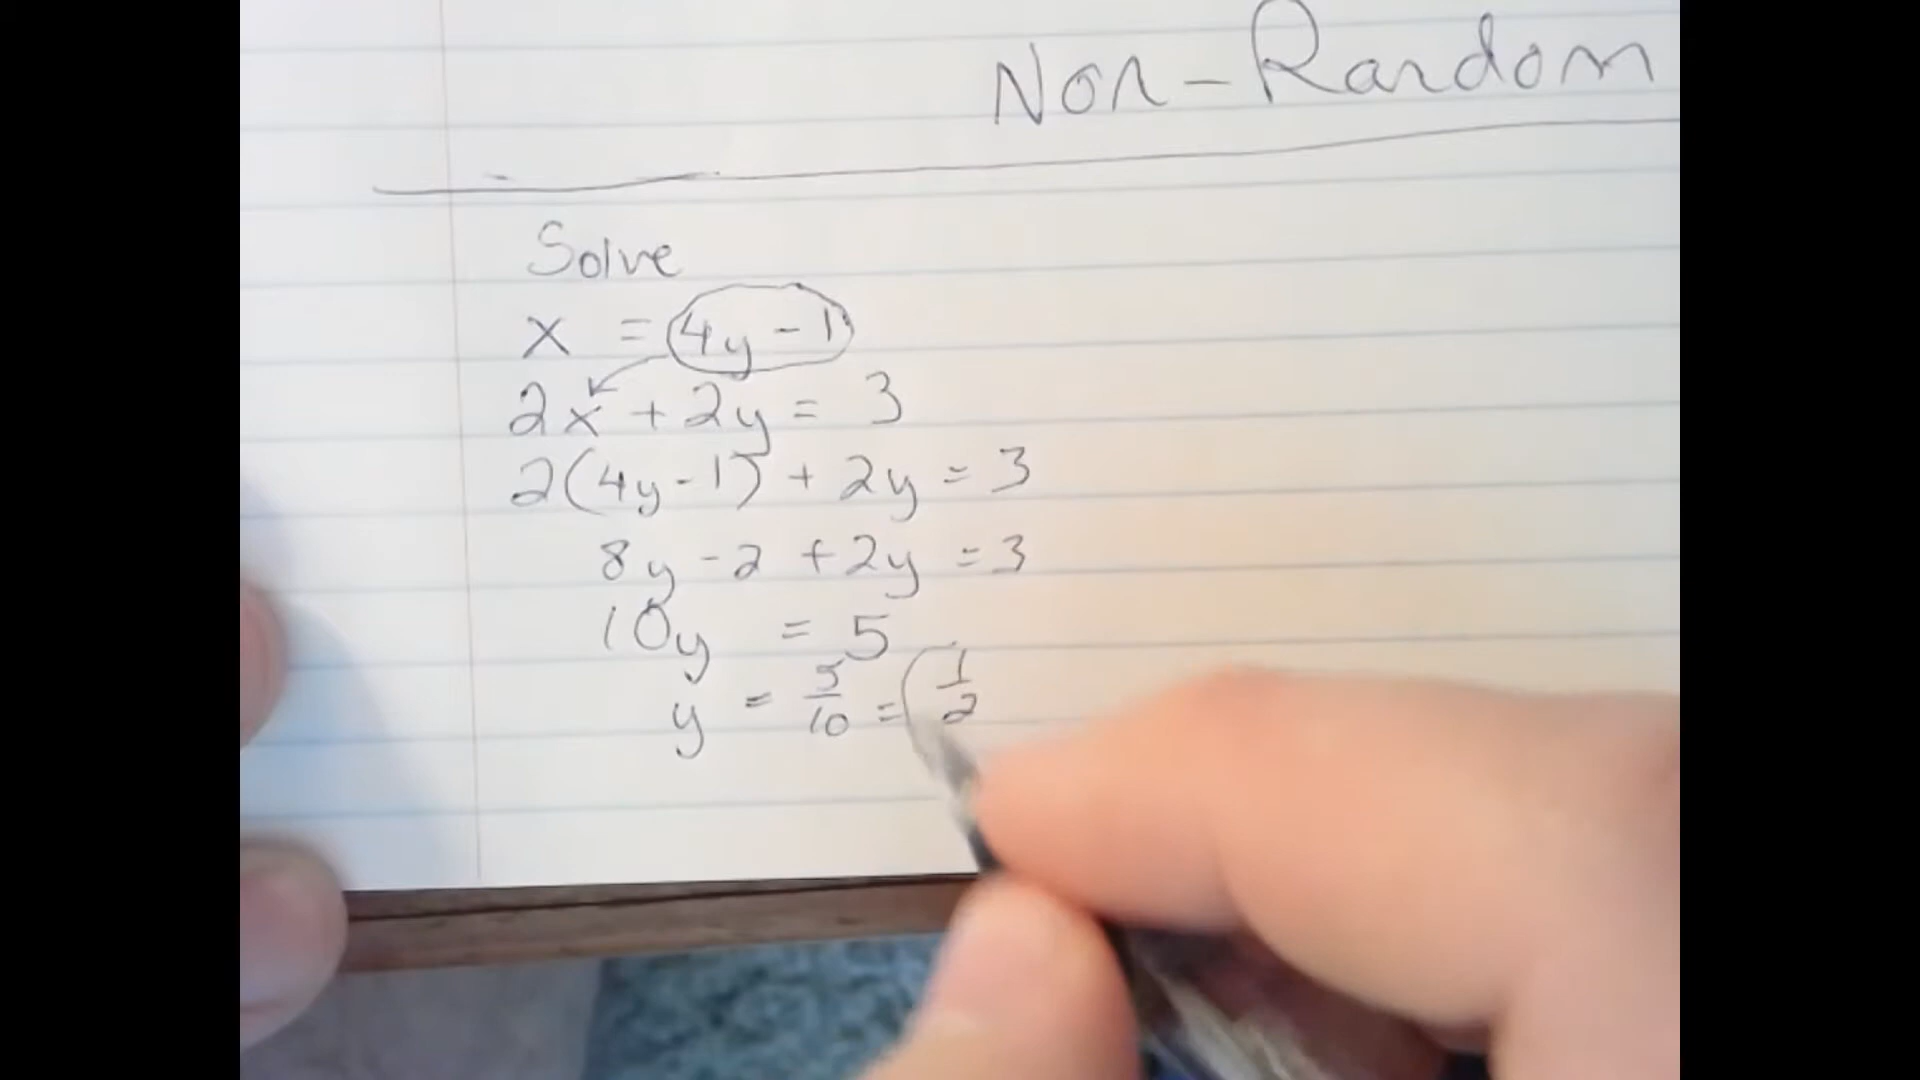 Non-Random
Solve
x = 4y - 1
2x + 2y = 3
2(4y - 1) + 2y = 3
8y - 2 + 2y = 3
10y = 5
y = 5/10 = 1/2